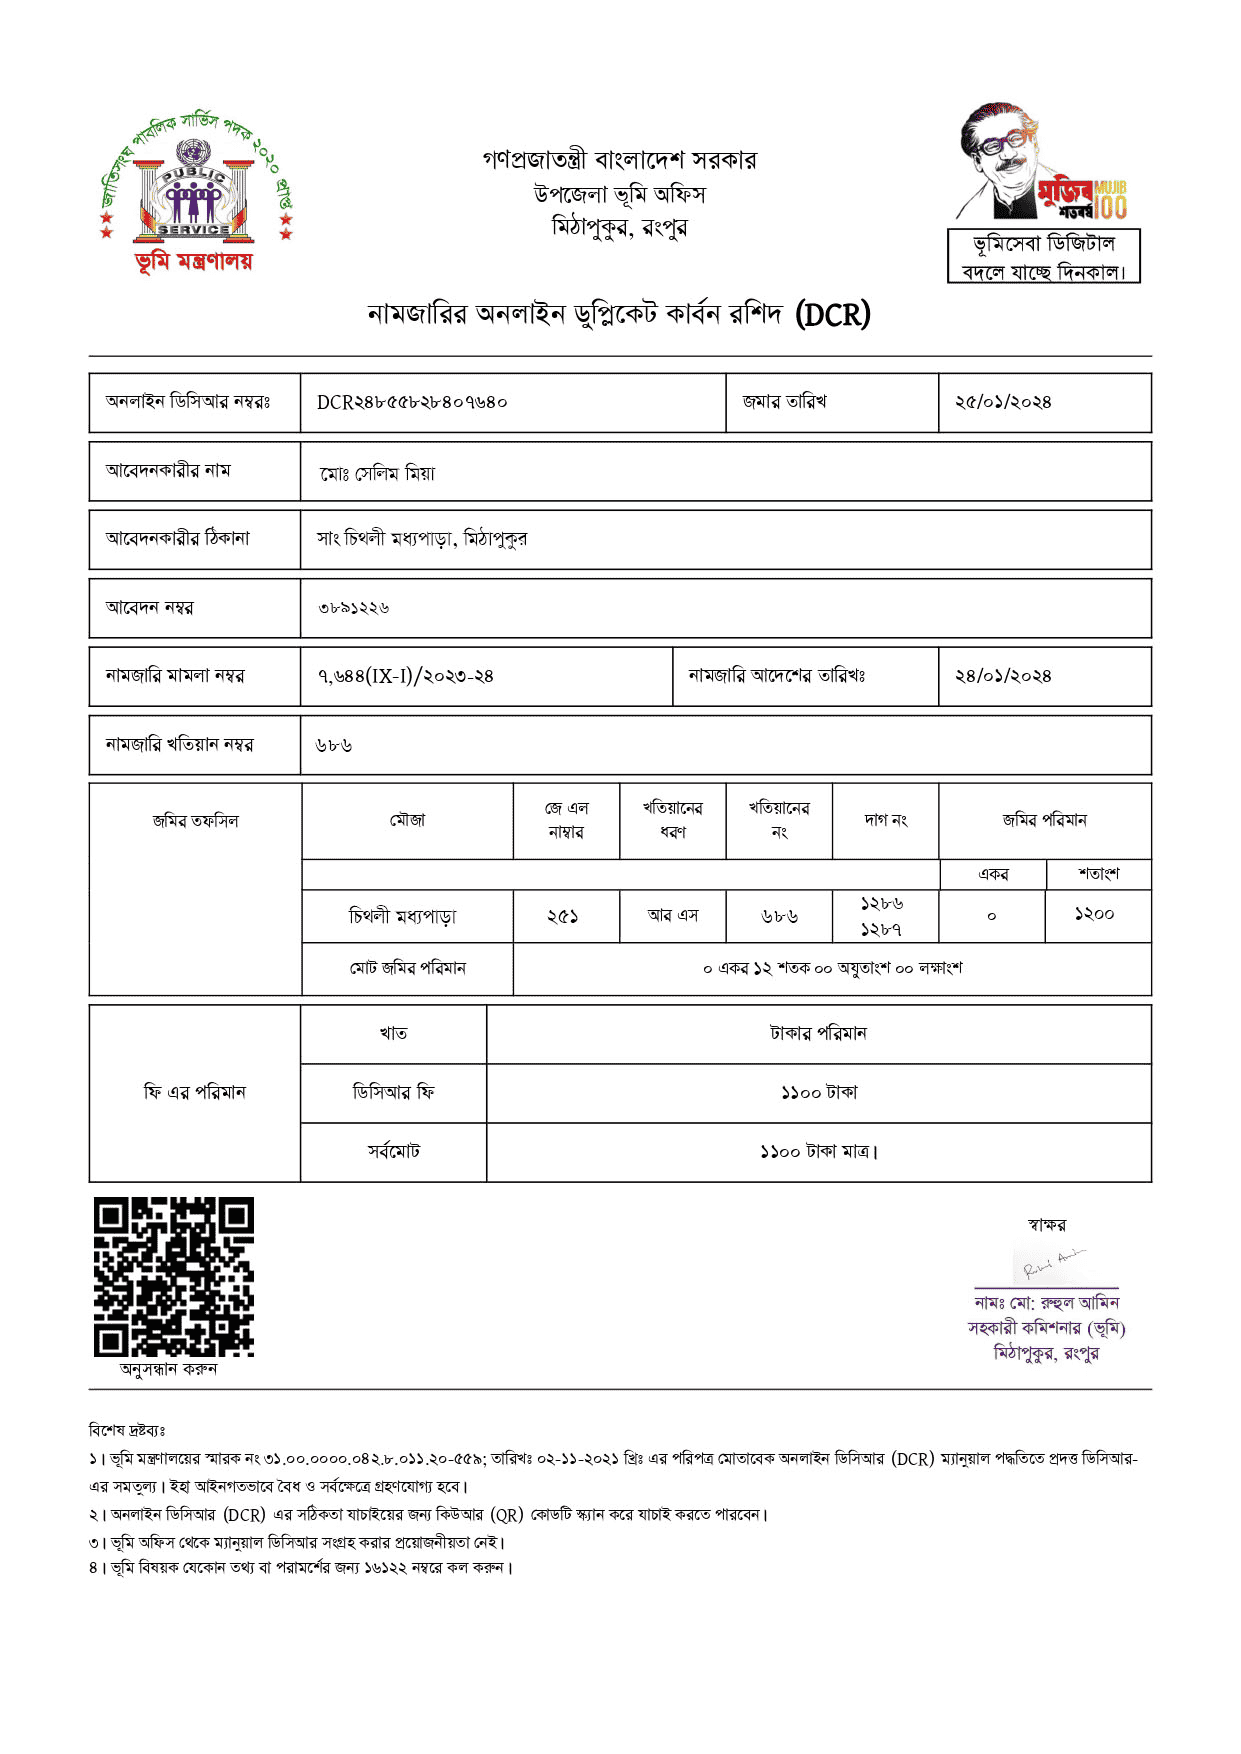 জাতিসংঘ পাবলিক সার্ভিস পদক ২০২০ প্রাপ্ত
PUBLIC
SERVICE
ভূমি মন্ত্রণালয়
গণপ্রজাতন্ত্রী বাংলাদেশ সরকার
উপজেলা ভূমি অফিস
মিঠাপুকুর, রংপুর
মুজিব MUJIB
শতবর্ষ 100
ভূমিসেবা ডিজিটাল
বদলে যাচ্ছে দিনকাল।
নামজারির অনলাইন ডুপ্লিকেট কার্বন রশিদ (DCR)
অনলাইন ডিসিআর নম্বরঃ DCR২৪৮৫৫৮২৮৪০৭৬৪০ জমার তারিখ ২৫/০১/২০২৪
আবেদনকারীর নাম মোঃ সেলিম মিয়া
আবেদনকারীর ঠিকানা সাং চিথলী মধ্যপাড়া, মিঠাপুকুর
আবেদন নম্বর ৩৮৯১২২৬
নামজারি মামলা নম্বর ৭,৬৪৪(IX-I)/২০২৩-২৪ নামজারি আদেশের তারিখঃ ২৪/০১/২০২৪
নামজারি খতিয়ান নম্বর ৬৮৬
জমির তফসিল মৌজা জে এল নাম্বার খতিয়ানের ধরণ খতিয়ানের নং দাগ নং জমির পরিমান
একর শতাংশ
চিথলী মধ্যপাড়া ২৫১ আর এস ৬৮৬ ১২৮৬ ০ ১২০০
১২৮৭
মোট জমির পরিমান ০ একর ১২ শতক ০০ অযুতাংশ ০০ লক্ষাংশ
খাত টাকার পরিমান
ফি এর পরিমান ডিসিআর ফি ১১০০ টাকা
সর্বমোট ১১০০ টাকা মাত্র।
অনুসন্ধান করুন
স্বাক্ষর
নামঃ মো: রুহুল আমিন
সহকারী কমিশনার (ভূমি)
মিঠাপুকুর, রংপুর
বিশেষ দ্রষ্টব্যঃ
১। ভূমি মন্ত্রণালয়ের স্মারক নং ৩১.০০.০০০০.০৪২.৮.০১১.২০-৫৫৯; তারিখঃ ০২-১১-২০২১ খ্রিঃ এর পরিপত্র মোতাবেক অনলাইন ডিসিআর (DCR) ম্যানুয়াল পদ্ধতিতে প্রদত্ত ডিসিআর-
এর সমতুল্য। ইহা আইনগতভাবে বৈধ ও সর্বক্ষেত্রে গ্রহণযোগ্য হবে।
২। অনলাইন ডিসিআর (DCR) এর সঠিকতা যাচাইয়ের জন্য কিউআর (QR) কোডটি স্ক্যান করে যাচাই করতে পারবেন।
৩। ভূমি অফিস থেকে ম্যানুয়াল ডিসিআর সংগ্রহ করার প্রয়োজনীয়তা নেই।
৪। ভূমি বিষয়ক যেকোন তথ্য বা পরামর্শের জন্য ১৬১২২ নম্বরে কল করুন।